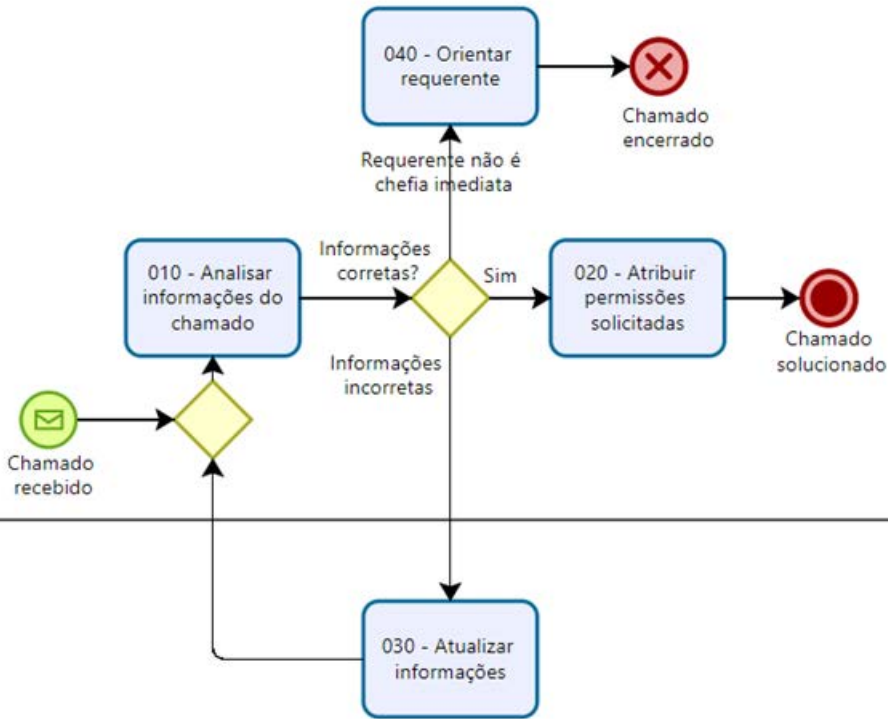 040 - Orientar
requerente
Chamado
encerrado
Requerente não é
chefia imediata
010 - Analisar
informações do
chamado
Informações
corretas?
Sim
020 - Atribuir
permissões
solicitadas
Chamado
solucionado
Informações
incorretas
Chamado
recebido
030 - Atualizar
informações